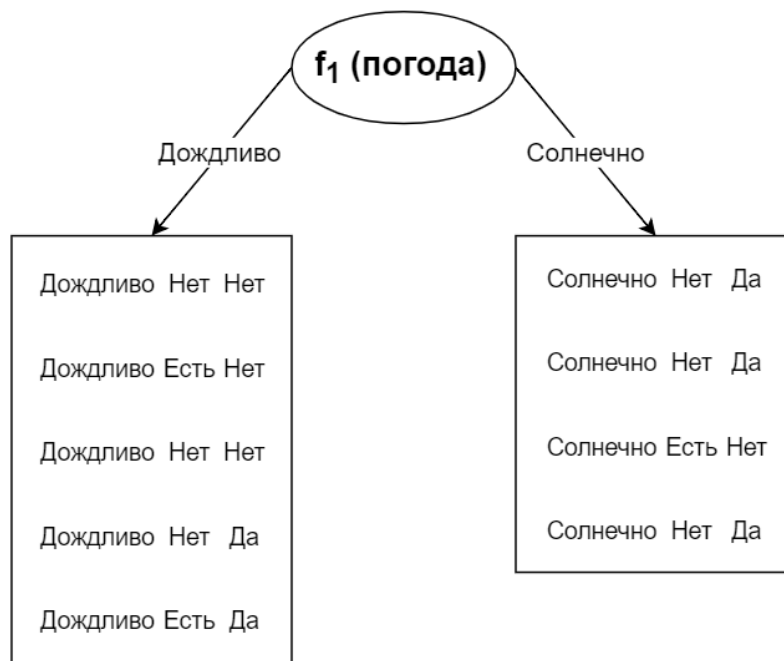 f₁ (погода)
Дождливо
Солнечно
Дождливо Нет Нет
Дождливо Есть Нет
Дождливо Нет Нет
Дождливо Нет Да
Дождливо Есть Да
Солнечно Нет Да
Солнечно Нет Да
Солнечно Есть Нет
Солнечно Нет Да